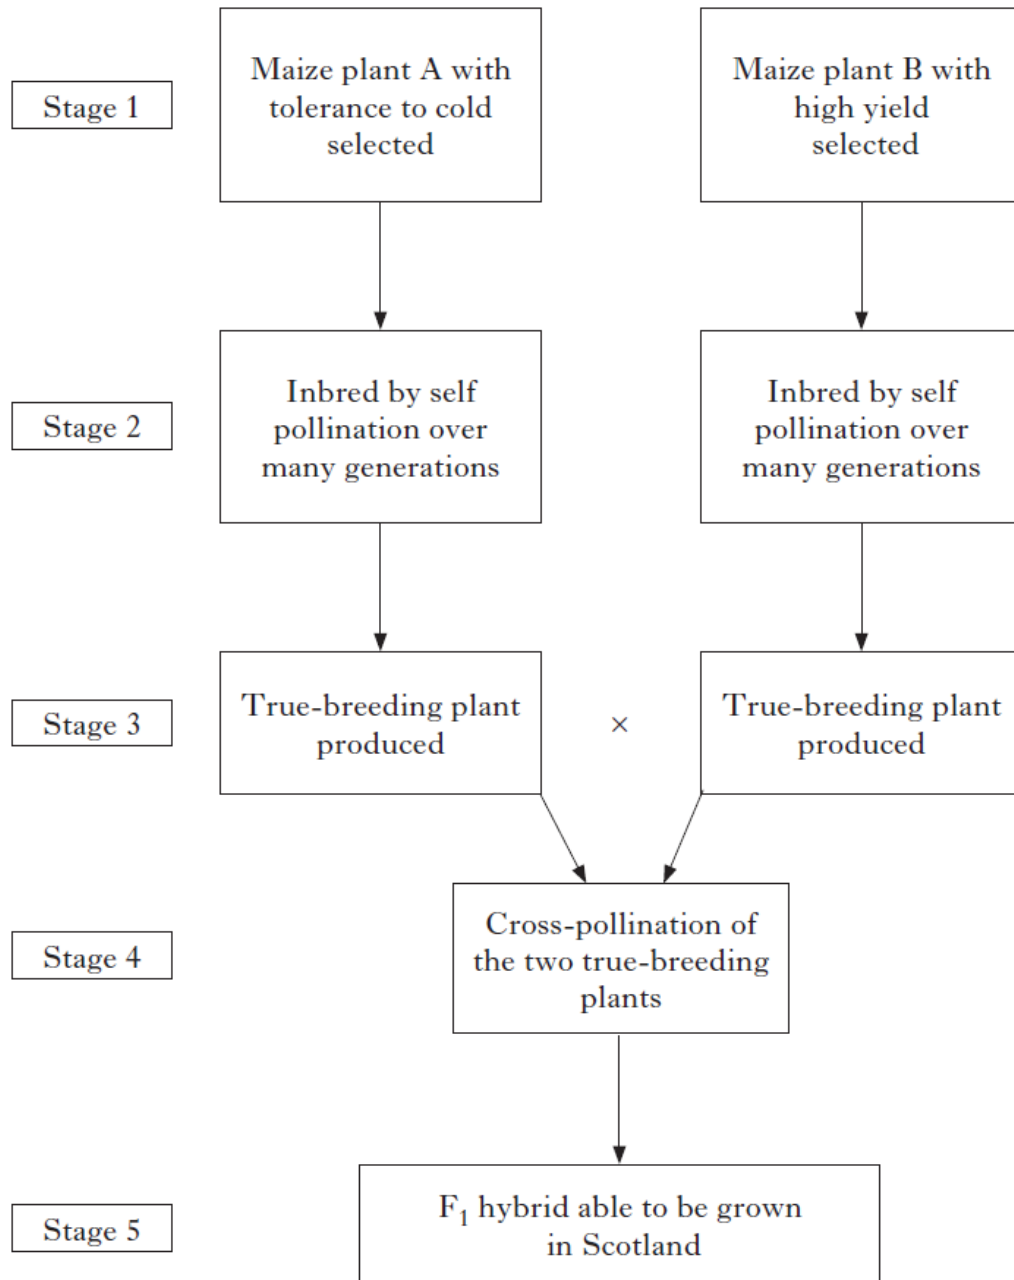 Stage 1
Maize plant A with
tolerance to cold
selected
Maize plant B with
high yield
selected
Stage 2
Inbred by self
pollination over
many generations
Inbred by self
pollination over
many generations
Stage 3
True-breeding plant
produced
×
True-breeding plant
produced
Stage 4
Cross-pollination of
the two true-breeding
plants
Stage 5
F₁ hybrid able to be grown
in Scotland